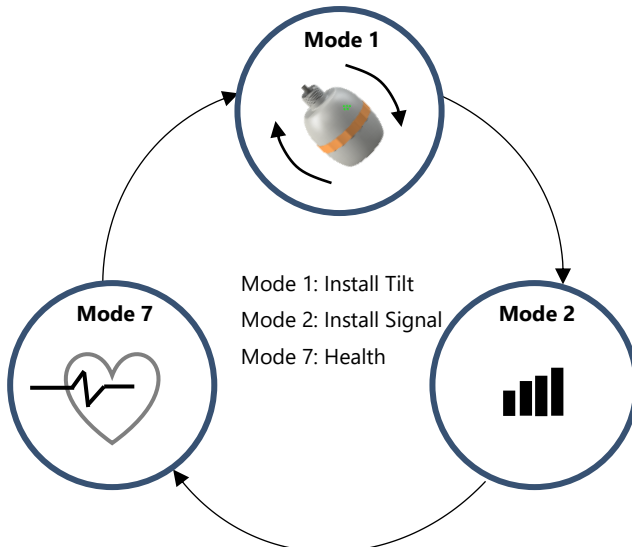 Mode 1
Mode 1: Install Tilt
Mode 2: Install Signal
Mode 7: Health
Mode 7
Mode 2